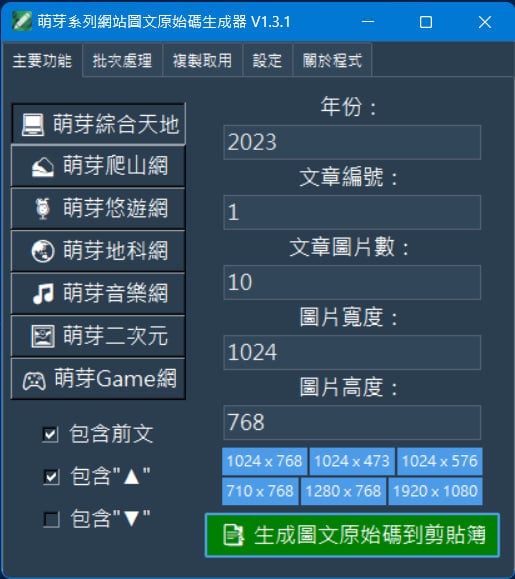 萌芽系列網站圖文原始碼生成器 V1.3.1
主要功能 批次處理 複製取用 設定 關於程式
萌芽綜合天地
萌芽爬山網
萌芽悠遊網
萌芽地科網
萌芽音樂網
萌芽二次元
萌芽Game網
包含前文
包含"▲"
包含"▼"
年份：
2023
文章編號：
1
文章圖片數：
10
圖片寬度：
1024
圖片高度：
768
1024 x 768 1024 x 473 1024 x 576
710 x 768 1280 x 768 1920 x 1080
生成圖文原始碼到剪貼簿